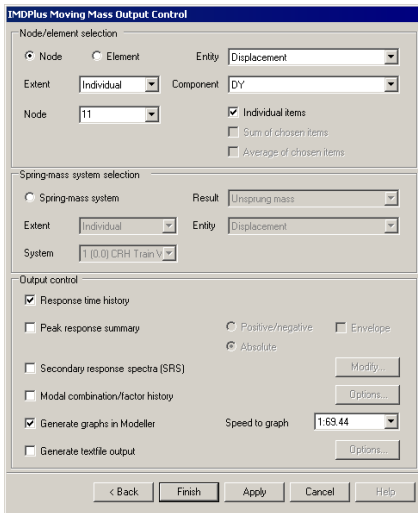 IMDPlus Moving Mass Output Control
Node/element selection
Node Element Entity Displacement
Extent Individual Component DY
Node 11 Individual items
Sum of chosen items
Average of chosen items
Spring-mass system selection
Spring-mass system Result Unsprung mass
Extent Individual Entity Displacement
System 1 (0.0) CRH Train V
Output control
Response time history
Peak response summary Positive/negative Envelope
Absolute
Secondary response spectra (SRS) Modify...
Modal combination/factor history Options...
Generate graphs in Modeller Speed to graph 1:69.44
Generate textfile output Options...
< Back Finish Apply Cancel Help